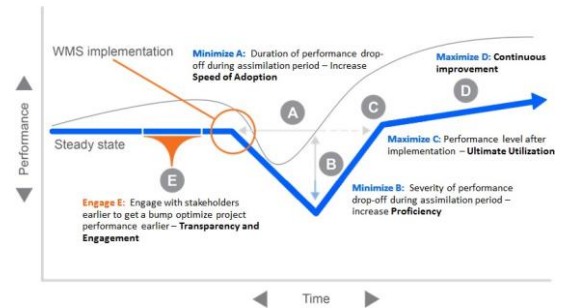 WMS implementation
Minimize A: Duration of performance drop-
off during assimilation period – Increase
Speed of Adoption
Maximize D: Continuous
improvement
A
C
D
Steady state
B
E
Maximize C: Performance level after
implementation – Ultimate Utilization
Engage E: Engage with stakeholders
earlier to get a bump optimize project
performance earlier – Transparency and
Engagement
Minimize B: Severity of performance
drop-off during assimilation period –
increase Proficiency
Performance
Time